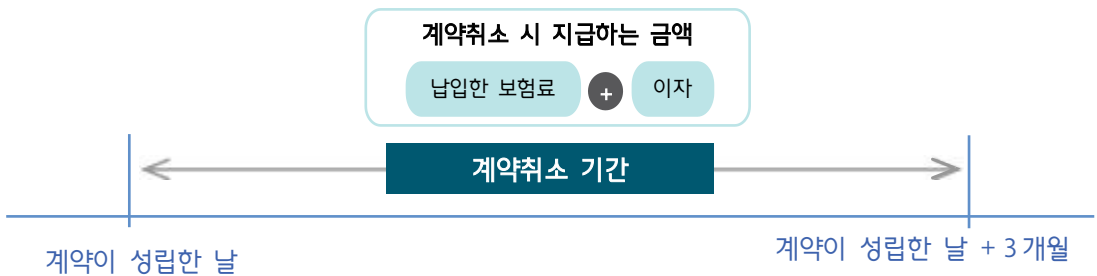 계약취소 시 지급하는 금액
납입한 보험료 + 이자
계약취소 기간
계약이 성립한 날
계약이 성립한 날 + 3개월